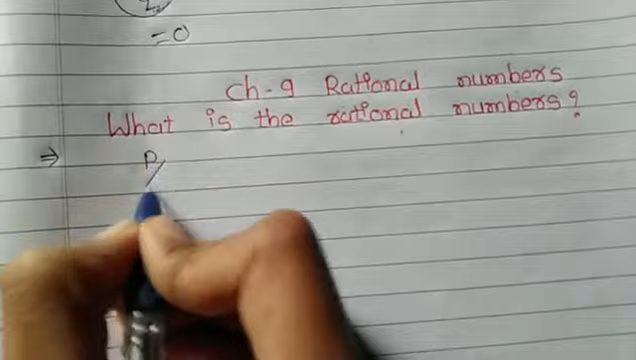 =0
Ch-9 Rational numbers
What is the rational numbers?
⇒ P/